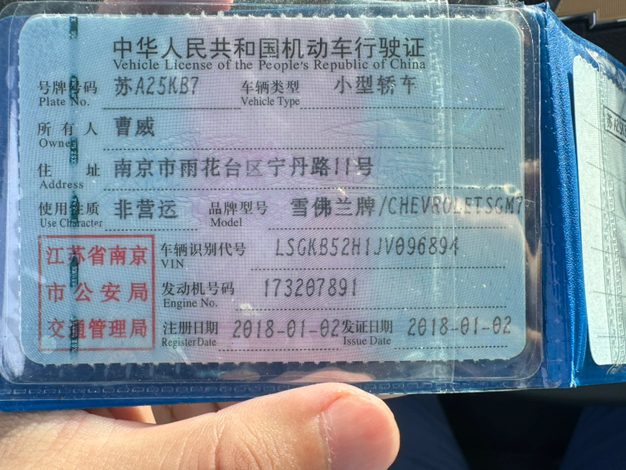 中华人民共和国机动车行驶证
Vehicle License of the People's Republic of China
号牌号码 苏A25KB7 车辆类型 小型轿车
Plate No. Vehicle Type
所有人 曹威
Owner
住址 南京市雨花台区宁丹路11号
Address
使用性质 非营运 品牌型号 雪佛兰牌/CHEVROLETSGM7
Use Character Model
江苏省南京
市公安局
交通管理局
车辆识别代号 LSGKB52H1JV096894
VIN
发动机号码 173207891
Engine No.
注册日期 2018-01-02 发证日期 2018-01-02
Register Date Issue Date